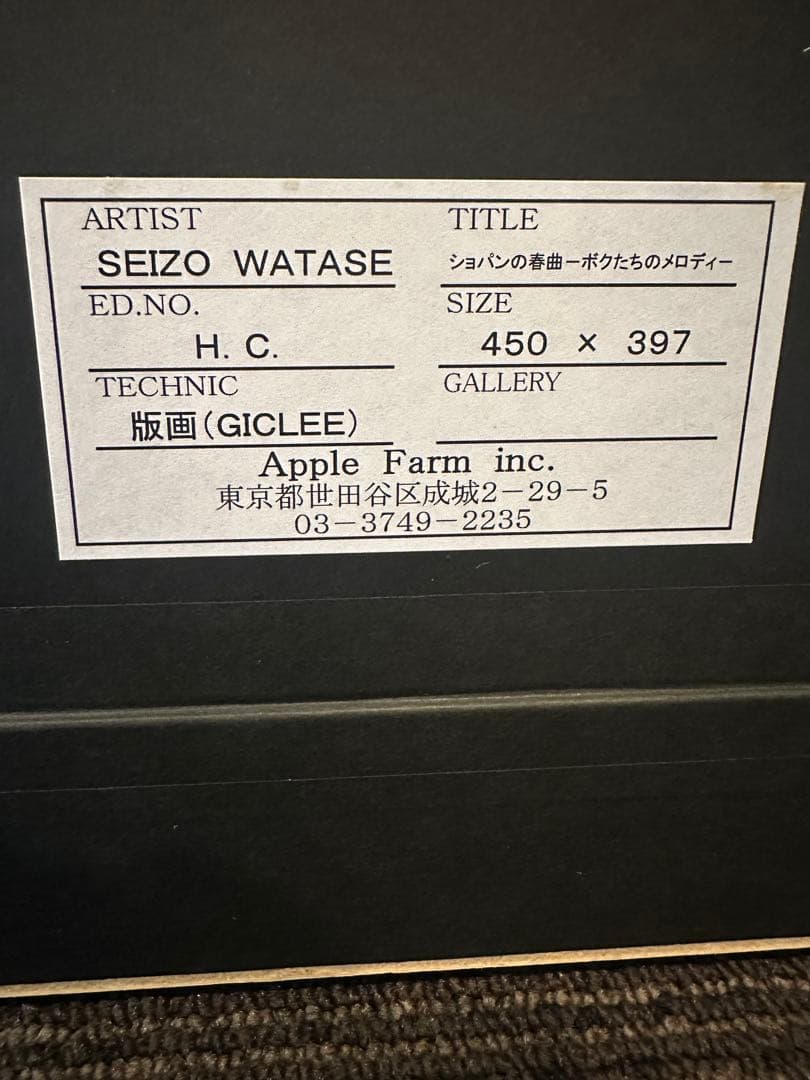 ARTIST
TITLE
SEIZO WATASE
ショパンの春曲ーボクたちのメロディー
ED.NO.
SIZE
H. C.
450 × 397
TECHNIC
GALLERY
版画(GICLEE)
Apple Farm inc.
東京都世田谷区成城2−29−5
03−3749−2235